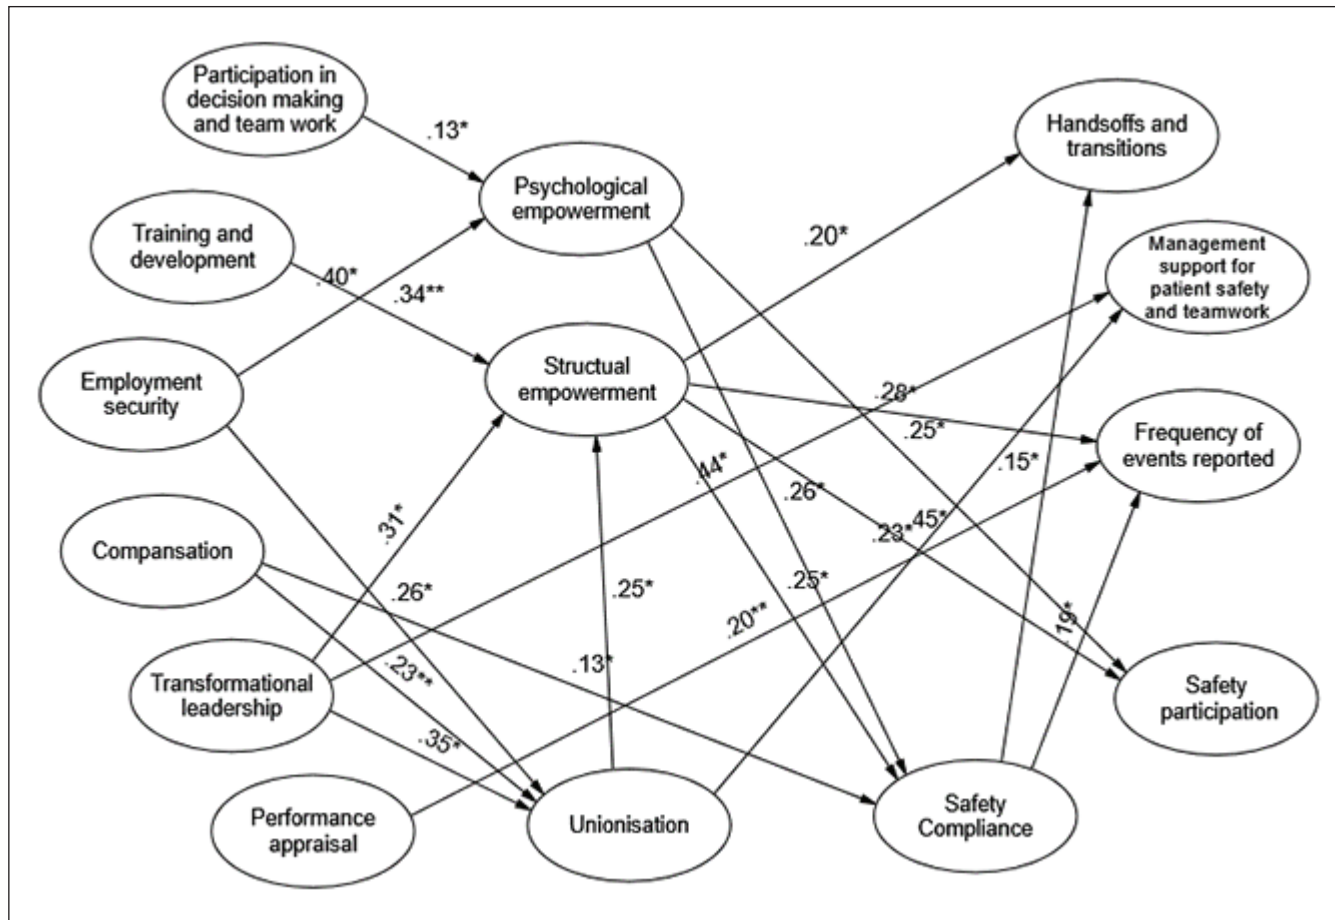 Participation in
decision making
and team work
.13*
Handsoffs and
transitions
Psychological
empowerment
Training and
development
.20*
Management
support for
patient safety
and teamwork
.40*
.34**
Structual
empowerment
Employment
security
.28*
.25*
Frequency of
events reported
.44*
.15*
.26*
.31*
.23*
.45*
Compansation
.26*
.25*
.25*
.20**
.19*
.23**
.13*
Transformational
leadership
Safety
participation
.35*
Performance
appraisal
Unionisation
Safety
Compliance